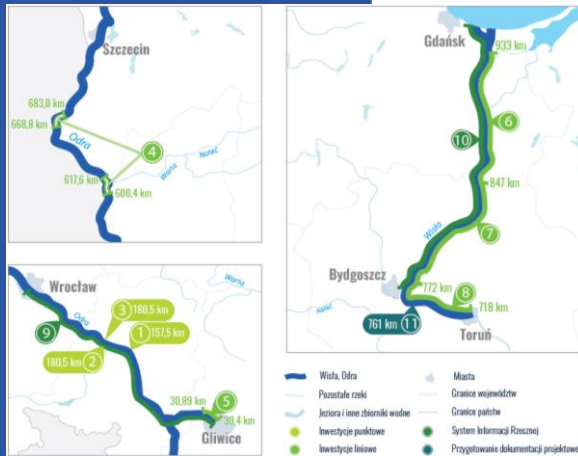 Szczecin
683,0 km
668,8 km
Odra
4
Noteć
Warta
617,6 km
600,4 km
Wrocław
Warta
Odra
3 180,5 km
9
1 157,5 km
180,5 km 2
38,89 km 5
39,4 km
Gliwice
Gdańsk
933 km
6
10
847 km
Wisła
7
Bydgoszcz
772 km
8
718 km
Noteć
761 km 11
Toruń
Wisła, Odra
Miasta
Pozostałe rzeki
Granice województw
Jeziora i inne zbiorniki wodne
Granice państw
Inwestycje punktowe
System Informacji Rzecznej
Inwestycje liniowe
Przygotowanie dokumentacji projektowej